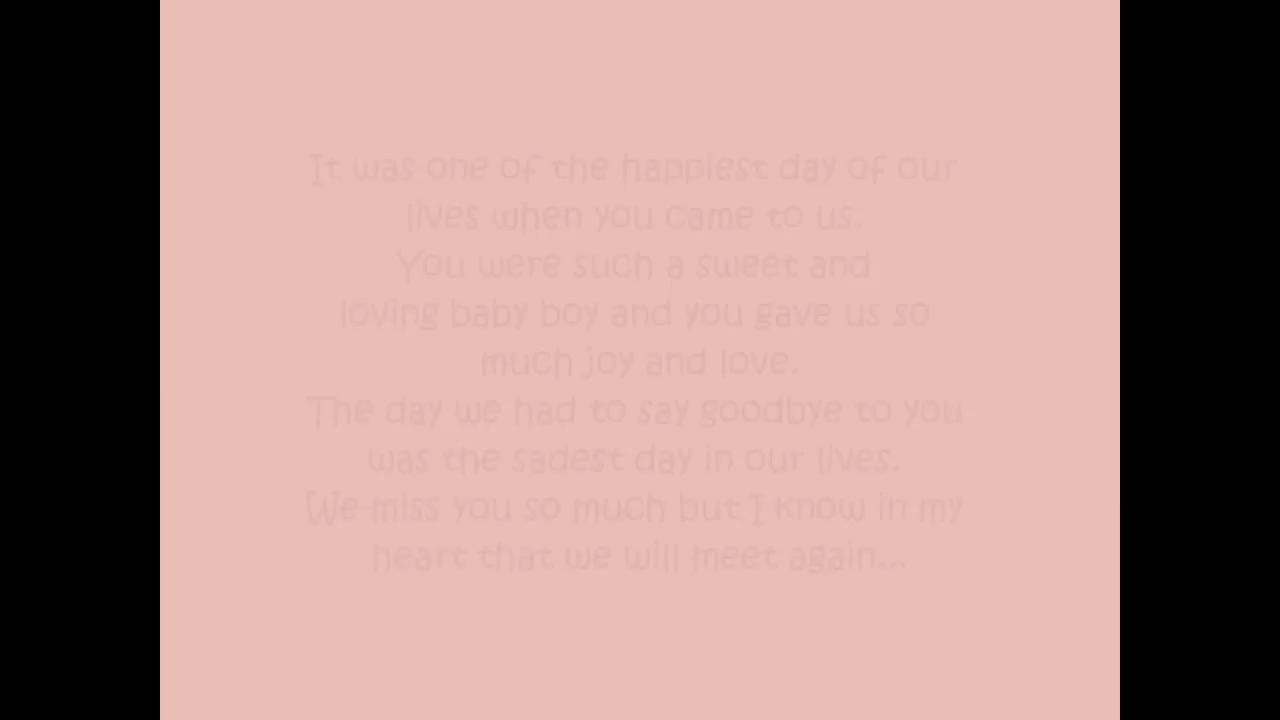 It was one of the happiest day of our
lives when you came to us.
You were such a sweet and
loving baby boy and you gave us so
much joy and love.
The day we had to say goodbye to you
was the sadest day in our lives.
We miss you so much but I know in my
heart that we will meet again...